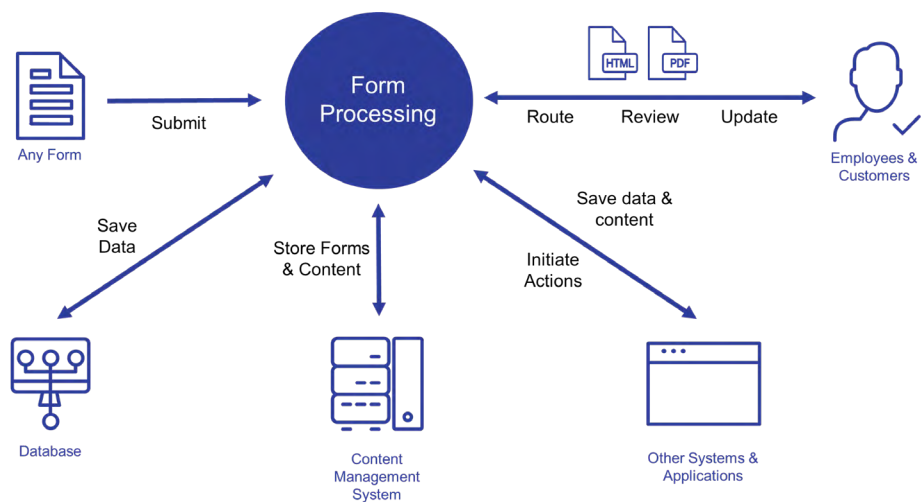 Form
Processing
HTML
PDF
Submit
Route
Review
Update
Any Form
Employees &
Customers
Save
Data
Store Forms
& Content
Save data &
content
Initiate
Actions
Database
Content
Management
System
Other Systems &
Applications